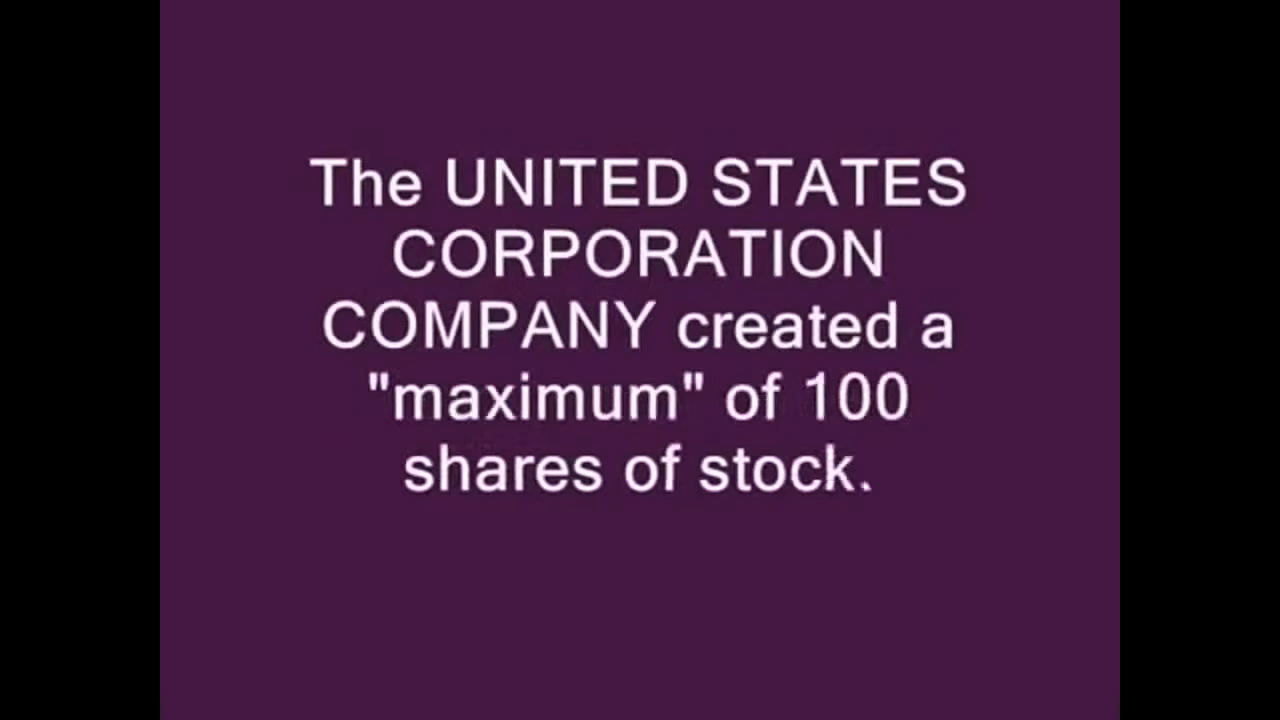 The UNITED STATES
CORPORATION
COMPANY created a
"maximum" of 100
shares of stock.